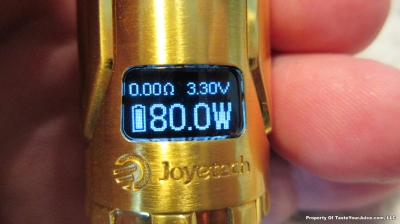 0.00Ω 3.30V
80.0W
Joyetech
Property Of TasteYourJuice.com, LLC